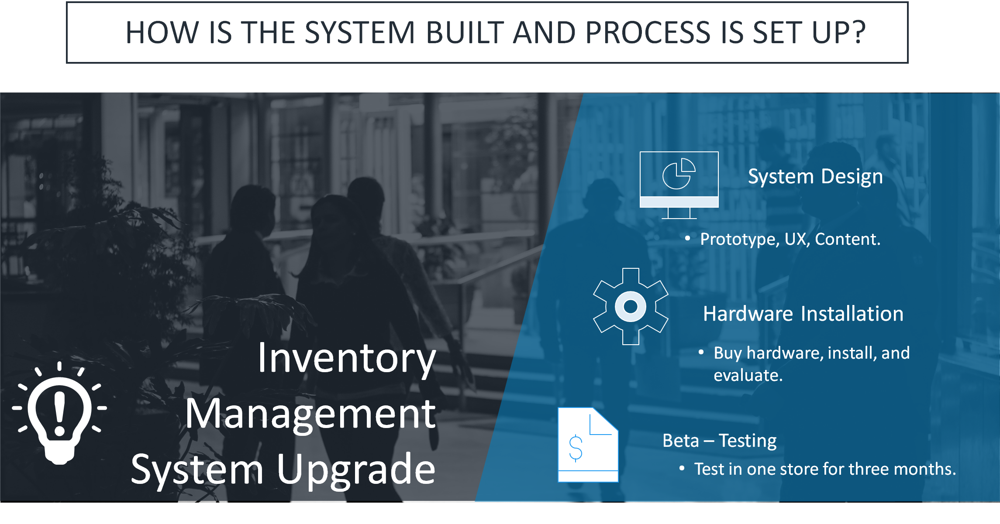 HOW IS THE SYSTEM BUILT AND PROCESS IS SET UP?
Inventory
Management
System Upgrade
System Design
• Prototype, UX, Content.
Hardware Installation
• Buy hardware, install, and
evaluate.
$
Beta – Testing
• Test in one store for three months.